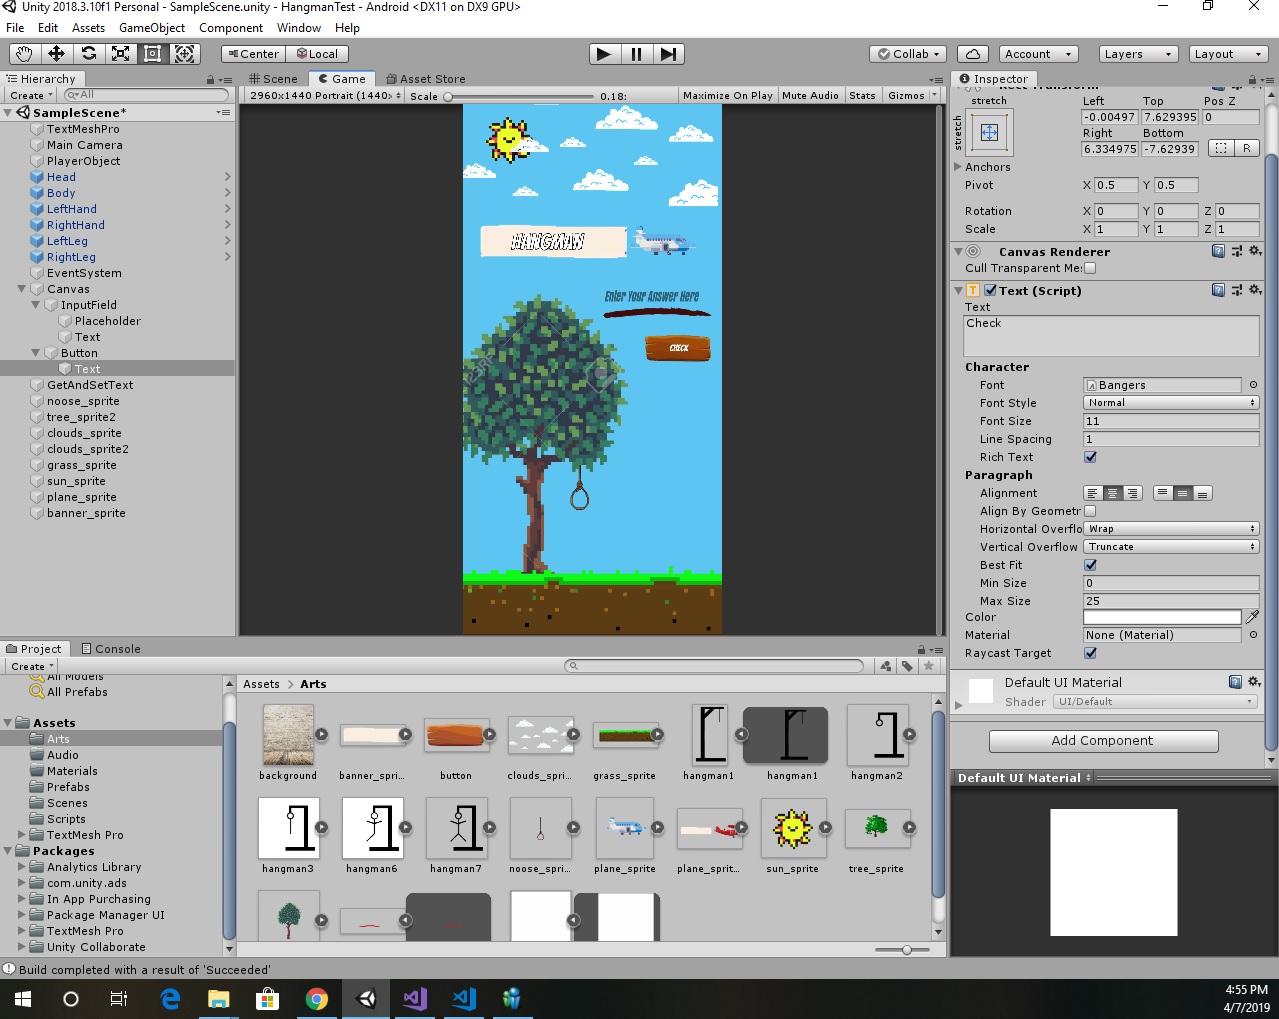 Unity 2018.3.10f1 Personal - SampleScene.unity - HangmanTest - Android <DX11 on DX9 GPU>
File Edit Assets GameObject Component Window Help
Center Local Collab Account Layers Layout
Hierarchy
Create All
SampleScene*
TextMeshPro
Main Camera
PlayerObject
Head
Body
LeftHand
RightHand
LeftLeg
RightLeg
EventSystem
Canvas
InputField
Placeholder
Text
Button
Text
GetAndSetText
noose_sprite
tree_sprite2
clouds_sprite
clouds_sprite2
grass_sprite
sun_sprite
plane_sprite
banner_sprite
Scene Game Asset Store
2960x1440 Portrait (1440: Scale 0.18: Maximize On Play Mute Audio Stats Gizmos
HANGMAN
Enter Your Answer Here
CHECK
123RF
Inspector
Rect Transform
stretch Left Top Pos Z
stretch -0.00497 7.629395 0
Right Bottom
6.334975 -7.62939 R
Anchors
Pivot X 0.5 Y 0.5
Rotation X 0 Y 0 Z 0
Scale X 1 Y 1 Z 1
Canvas Renderer
Cull Transparent Me:
Text (Script)
Text
Check
Character
Font Bangers
Font Style Normal
Font Size 11
Line Spacing 1
Rich Text
Paragraph
Alignment
Align By Geometr
Horizontal Overflo Wrap
Vertical Overflow Truncate
Best Fit
Min Size 0
Max Size 25
Color
Material None (Material)
Raycast Target
Default UI Material
Shader UI/Default
Add Component
Default UI Material
Project Console
Create
All Models
All Prefabs
Assets
Arts
Audio
Materials
Prefabs
Scenes
Scripts
TextMesh Pro
Packages
Analytics Library
com.unity.ads
In App Purchasing
Package Manager UI
TextMesh Pro
Unity Collaborate
Assets > Arts
background banner_spri... button clouds_spri... grass_sprite hangman1 hangman1 hangman2
hangman3 hangman6 hangman7 noose_spri... plane_sprite plane_sprit... sun_sprite tree_sprite
Build completed with a result of 'Succeeded'
4:55 PM
4/7/2019